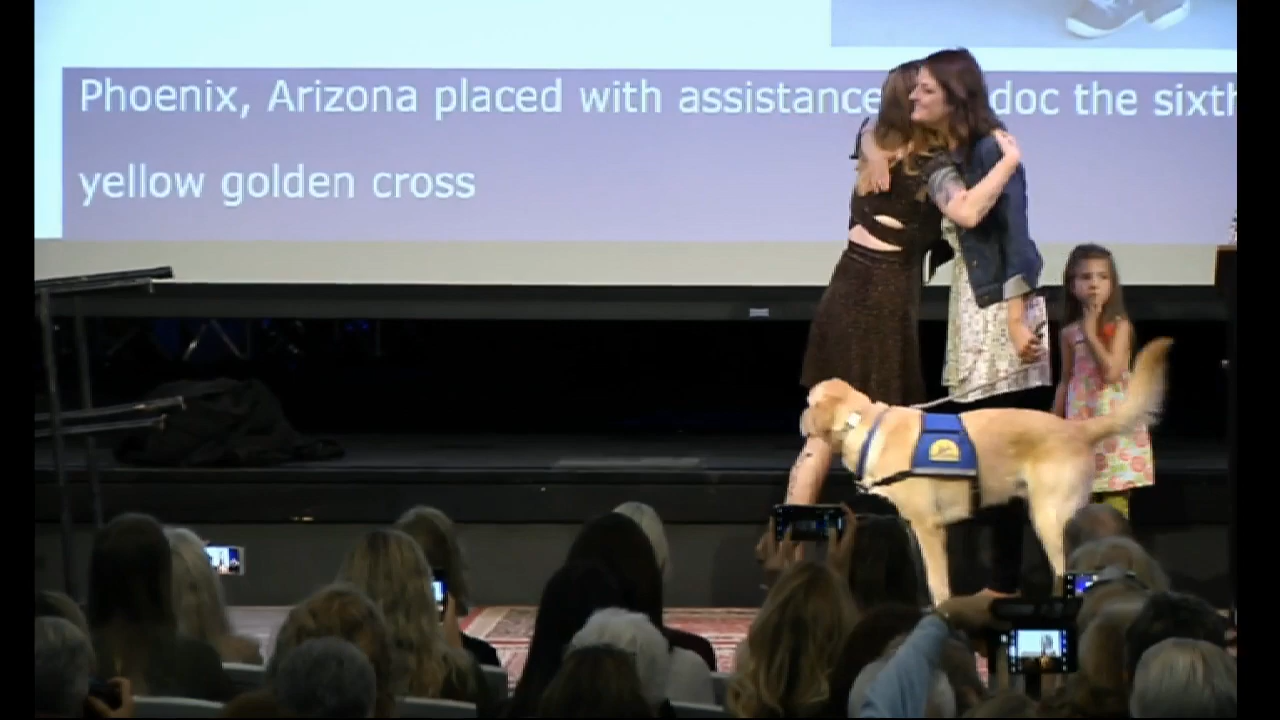 Phoenix, Arizona placed with assistance doc the sixth
yellow golden cross